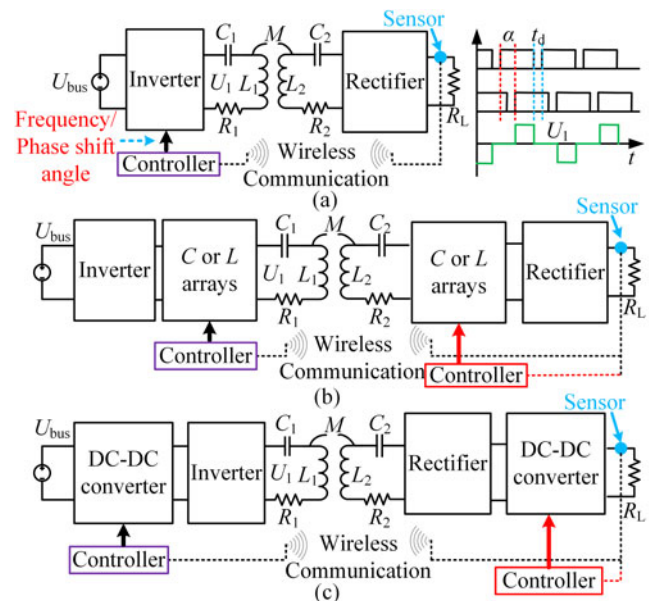 Sensor
C1 M C2
α td
Inverter
Rectifier
Ubus
U1 L1 L2
R1 R2
RL
U1
t
Frequency/
Phase shift
angle
Controller
Wireless
Communication
(a)
Sensor
Ubus
C1 M C2
Inverter
C or L
arrays
U1 L1 L2
C or L
arrays
Rectifier
R1 R2
RL
Controller
Wireless
Communication
Controller
(b)
Sensor
Ubus
C1 M C2
DC-DC
converter
Inverter
U1 L1 L2
Rectifier
DC-DC
converter
R1 R2
RL
Controller
Wireless
Communication
Controller
(c)